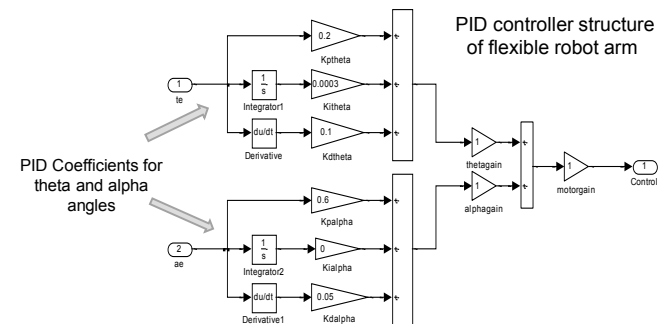 PID controller structure
of flexible robot arm
0.2
Kptheta
1
te
1
s
Integrator1
0.0003
Kitheta
du/dt
Derivative
0.1
Kdtheta
PID Coefficients for
theta and alpha
angles
1
thetagain
1
alphagain
1
motorgain
1
Control
0.6
Kpalpha
2
ae
1
s
Integrator2
0
Kialpha
du/dt
Derivative1
0.05
Kdalpha